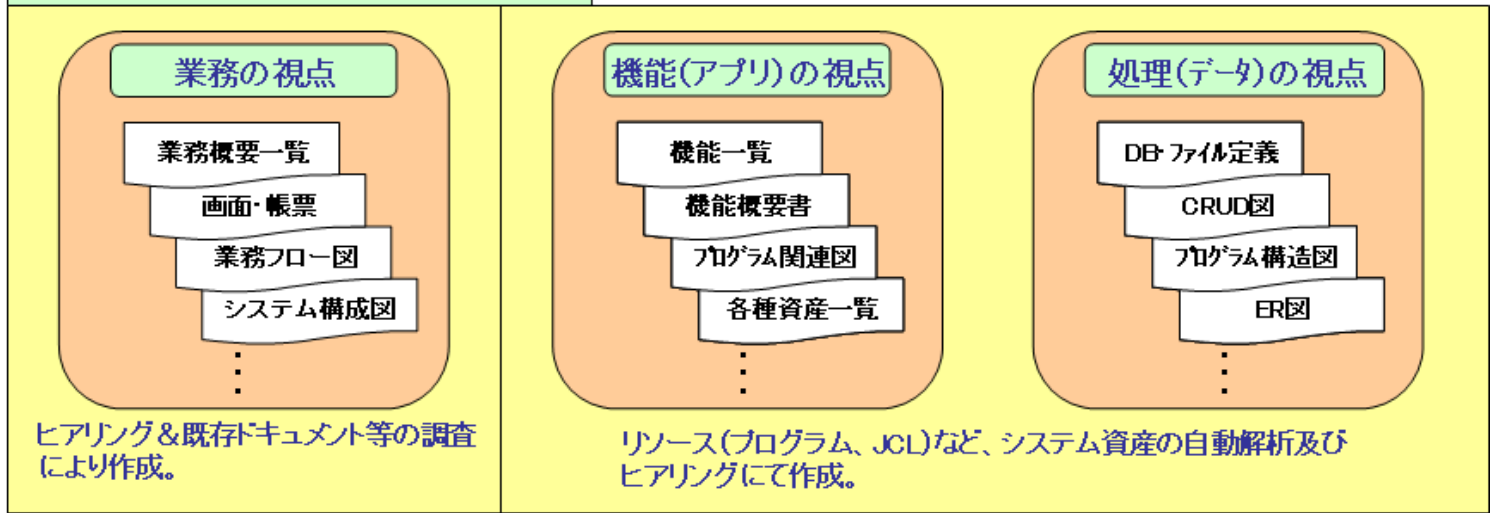 業務の視点
業務概要一覧
画面・帳票
業務フロー図
システム構成図
ヒアリング&既存ドキュメント等の調査
により作成。
機能(アプリ)の視点
機能一覧
機能概要書
プログラム関連図
各種資産一覧
処理(データ)の視点
DB・ファイル定義
CRUD図
プログラム構造図
ER図
リソース(プログラム、JCL)など、システム資産の自動解析及び
ヒアリングにて作成。